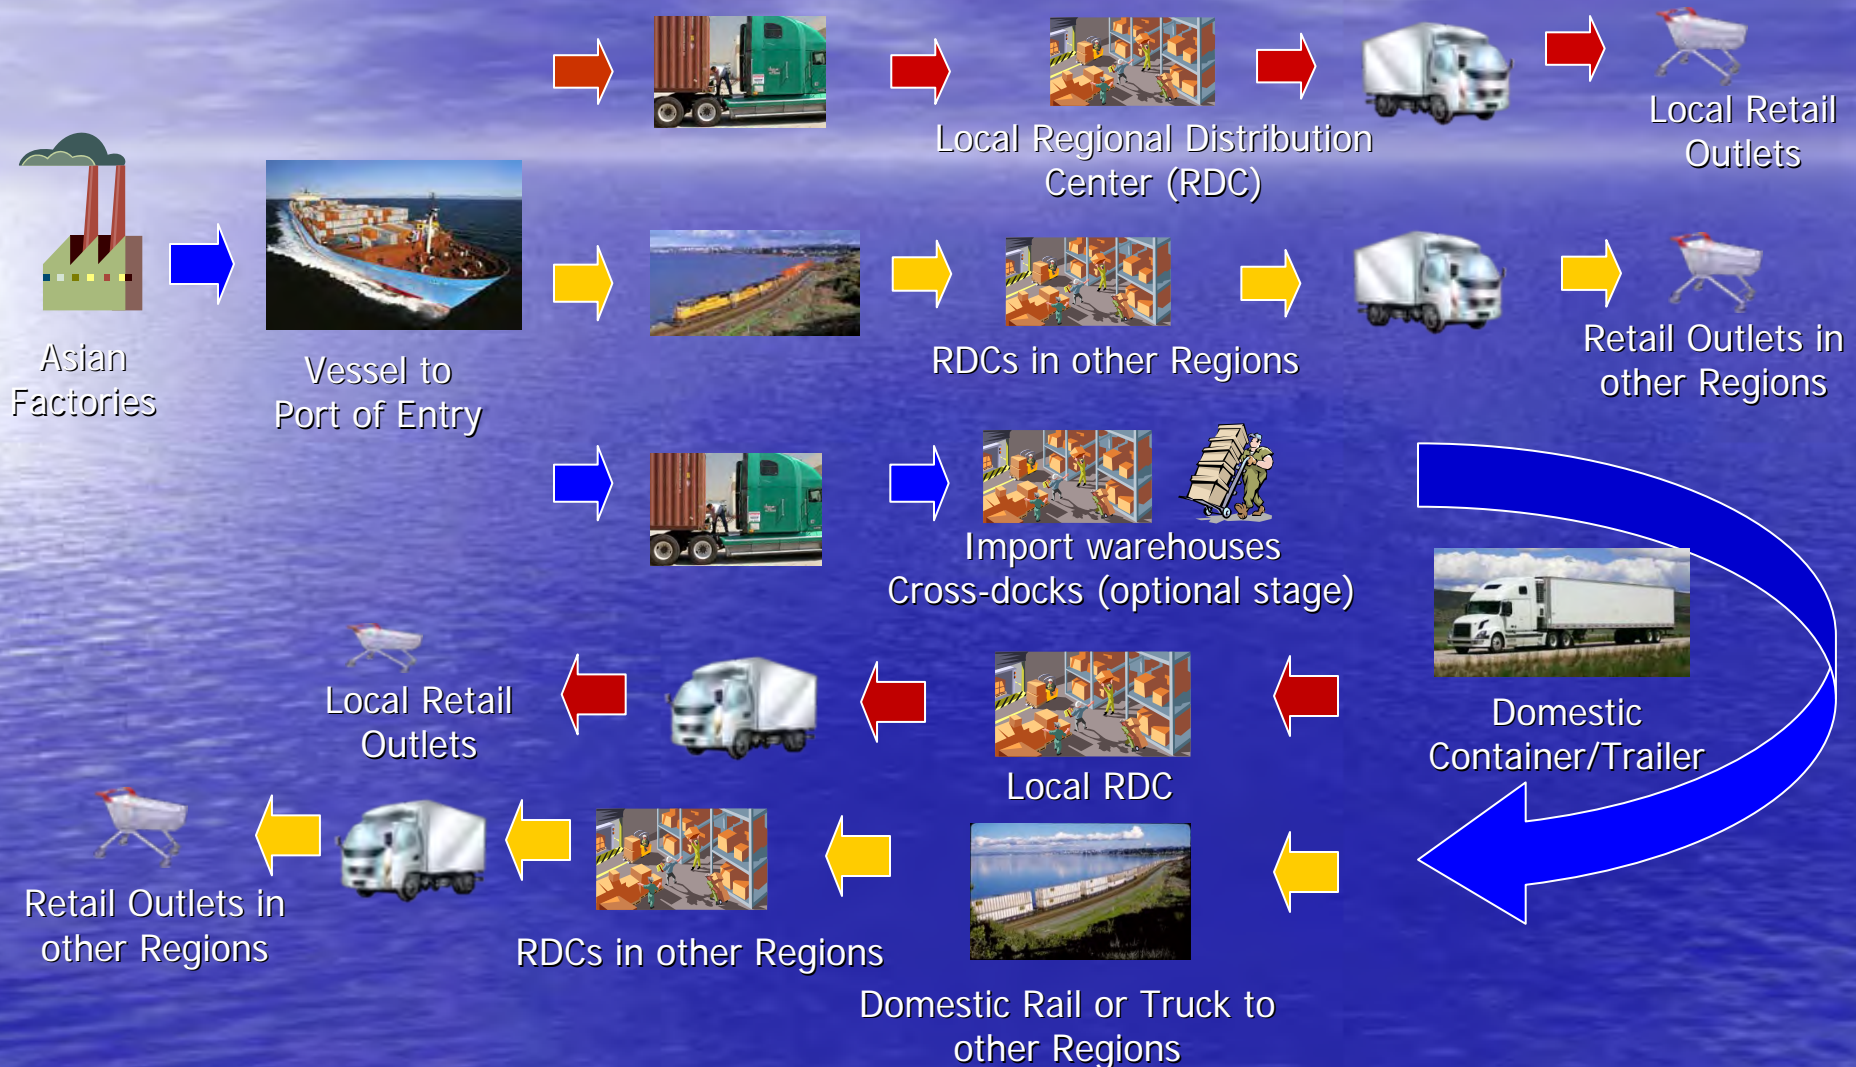 Local Retail
Outlets
Local Regional Distribution
Center (RDC)
Asian
Factories
Vessel to
Port of Entry
RDCs in other Regions
Retail Outlets in
other Regions
Import warehouses
Cross-docks (optional stage)
Domestic
Container/Trailer
Local RDC
Local Retail
Outlets
Retail Outlets in
other Regions
RDCs in other Regions
Domestic Rail or Truck to
other Regions